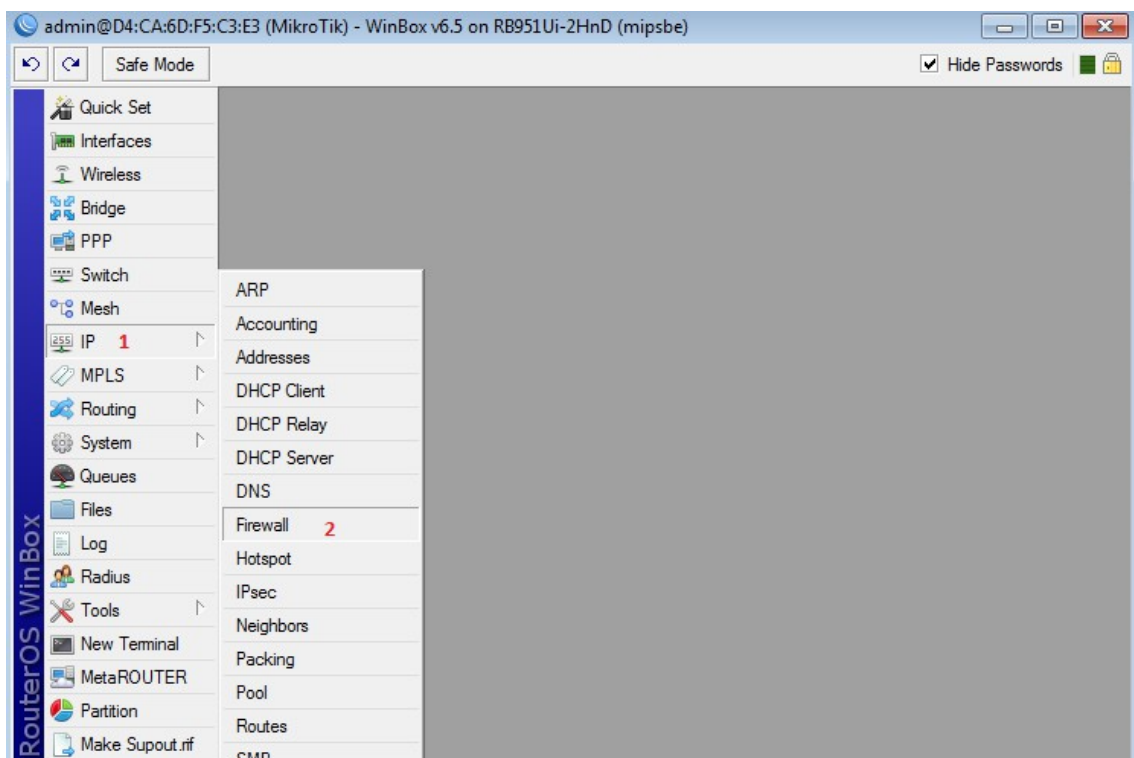 admin@D4:CA:6D:F5:C3:E3 (MikroTik) - WinBox v6.5 on RB951Ui-2HnD (mipsbe)
Safe Mode
Hide Passwords
Quick Set
Interfaces
Wireless
Bridge
PPP
Switch
Mesh
255 IP 1
MPLS
Routing
System
Queues
Files
Log
Radius
Tools
New Terminal
MetaROUTER
Partition
Make Supout.rif
ARP
Accounting
Addresses
DHCP Client
DHCP Relay
DHCP Server
DNS
Firewall 2
Hotspot
IPsec
Neighbors
Packing
Pool
Routes
RouterOS WinBox